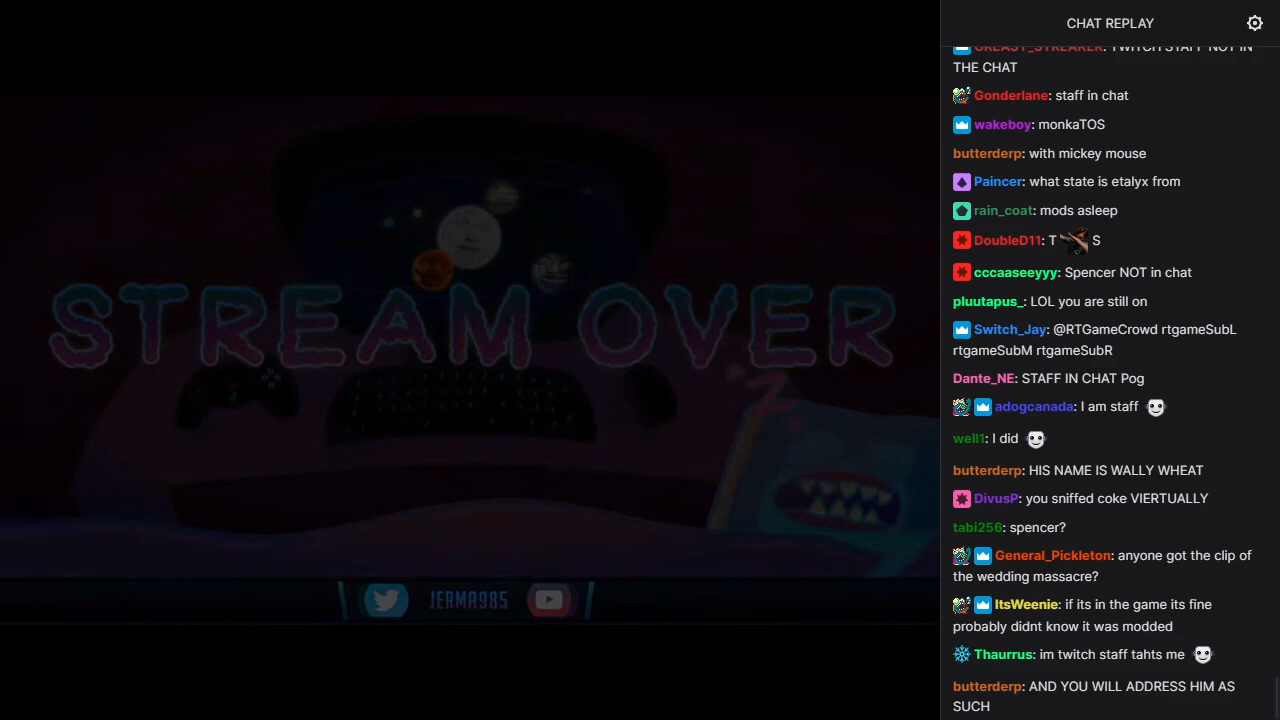 STREAM OVER
JERMA985
CHAT REPLAY
GREAST_STREAKER: TWITCH STAFF NOT IN
THE CHAT
Gonderlane: staff in chat
wakeboy: monkaTOS
butterderp: with mickey mouse
Paincer: what state is etalyx from
rain_coat: mods asleep
DoubleD11: T S
cccaaseeyyy: Spencer NOT in chat
pluutapus_: LOL you are still on
Switch_Jay: @RTGameCrowd rtgameSubL
rtgameSubM rtgameSubR
Dante_NE: STAFF IN CHAT Pog
adogcanada: I am staff
well1: I did
butterderp: HIS NAME IS WALLY WHEAT
DivusP: you sniffed coke VIERTUALLY
tabi256: spencer?
General_Pickleton: anyone got the clip of
the wedding massacre?
ItsWeenie: if its in the game its fine
probably didnt know it was modded
Thaurrus: im twitch staff tahts me
butterderp: AND YOU WILL ADDRESS HIM AS
SUCH